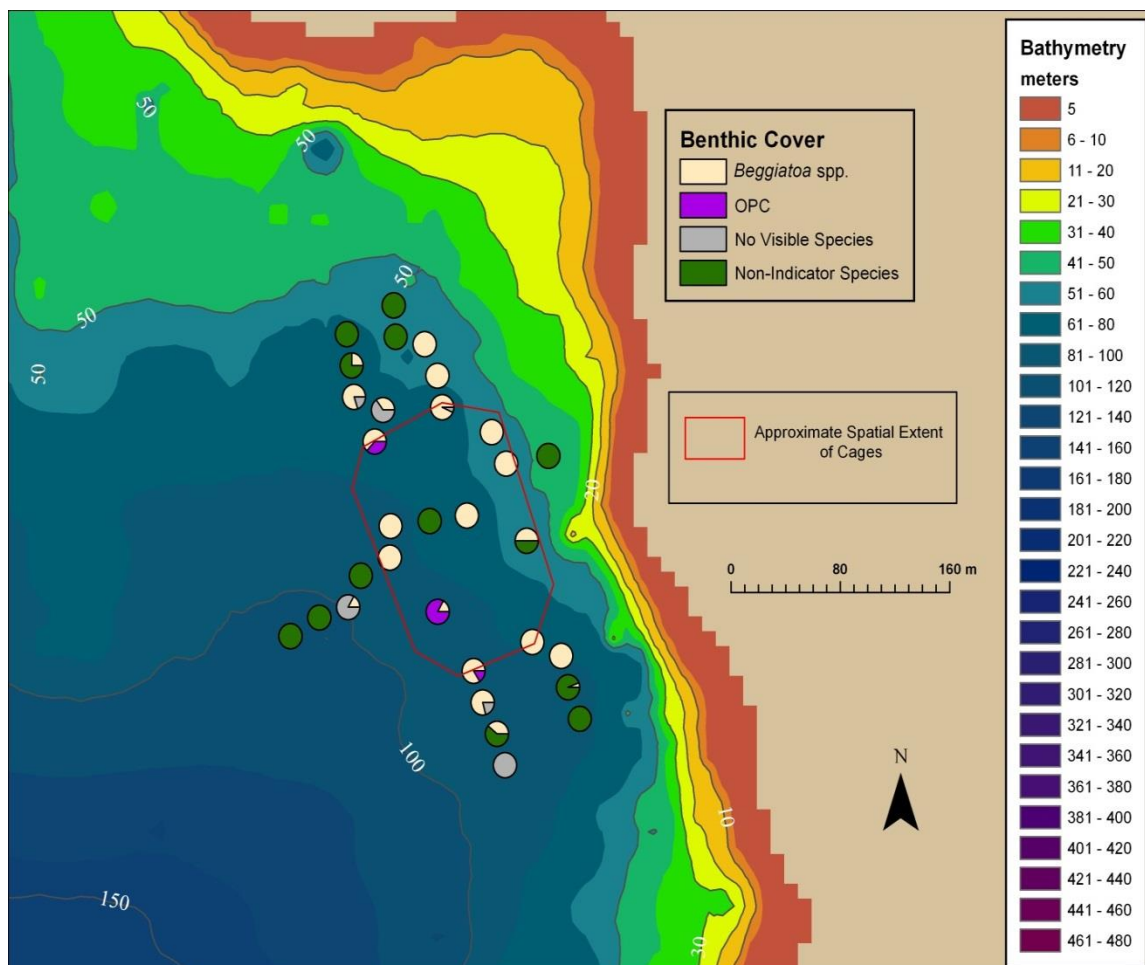 50
50
50
50
50
20
100
150
10
30
Benthic Cover
Beggiatoa spp.
OPC
No Visible Species
Non-Indicator Species
Approximate Spatial Extent
of Cages
0 80 160 m
N
Bathymetry
meters
5
6 - 10
11 - 20
21 - 30
31 - 40
41 - 50
51 - 60
61 - 80
81 - 100
101 - 120
121 - 140
141 - 160
161 - 180
181 - 200
201 - 220
221 - 240
241 - 260
261 - 280
281 - 300
301 - 320
321 - 340
341 - 360
361 - 380
381 - 400
401 - 420
421 - 440
441 - 460
461 - 480